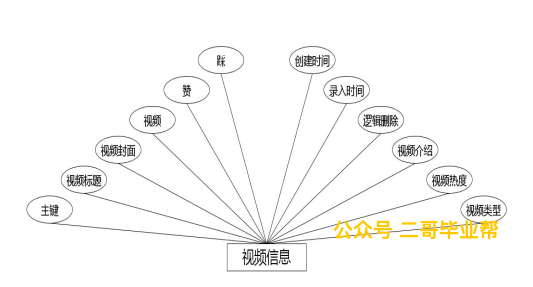 踩
创建时间
赞
录入时间
视频
逻辑删除
视频封面
视频介绍
视频标题
视频热度
主键
视频类型
公众号 二哥毕业帮
视频信息